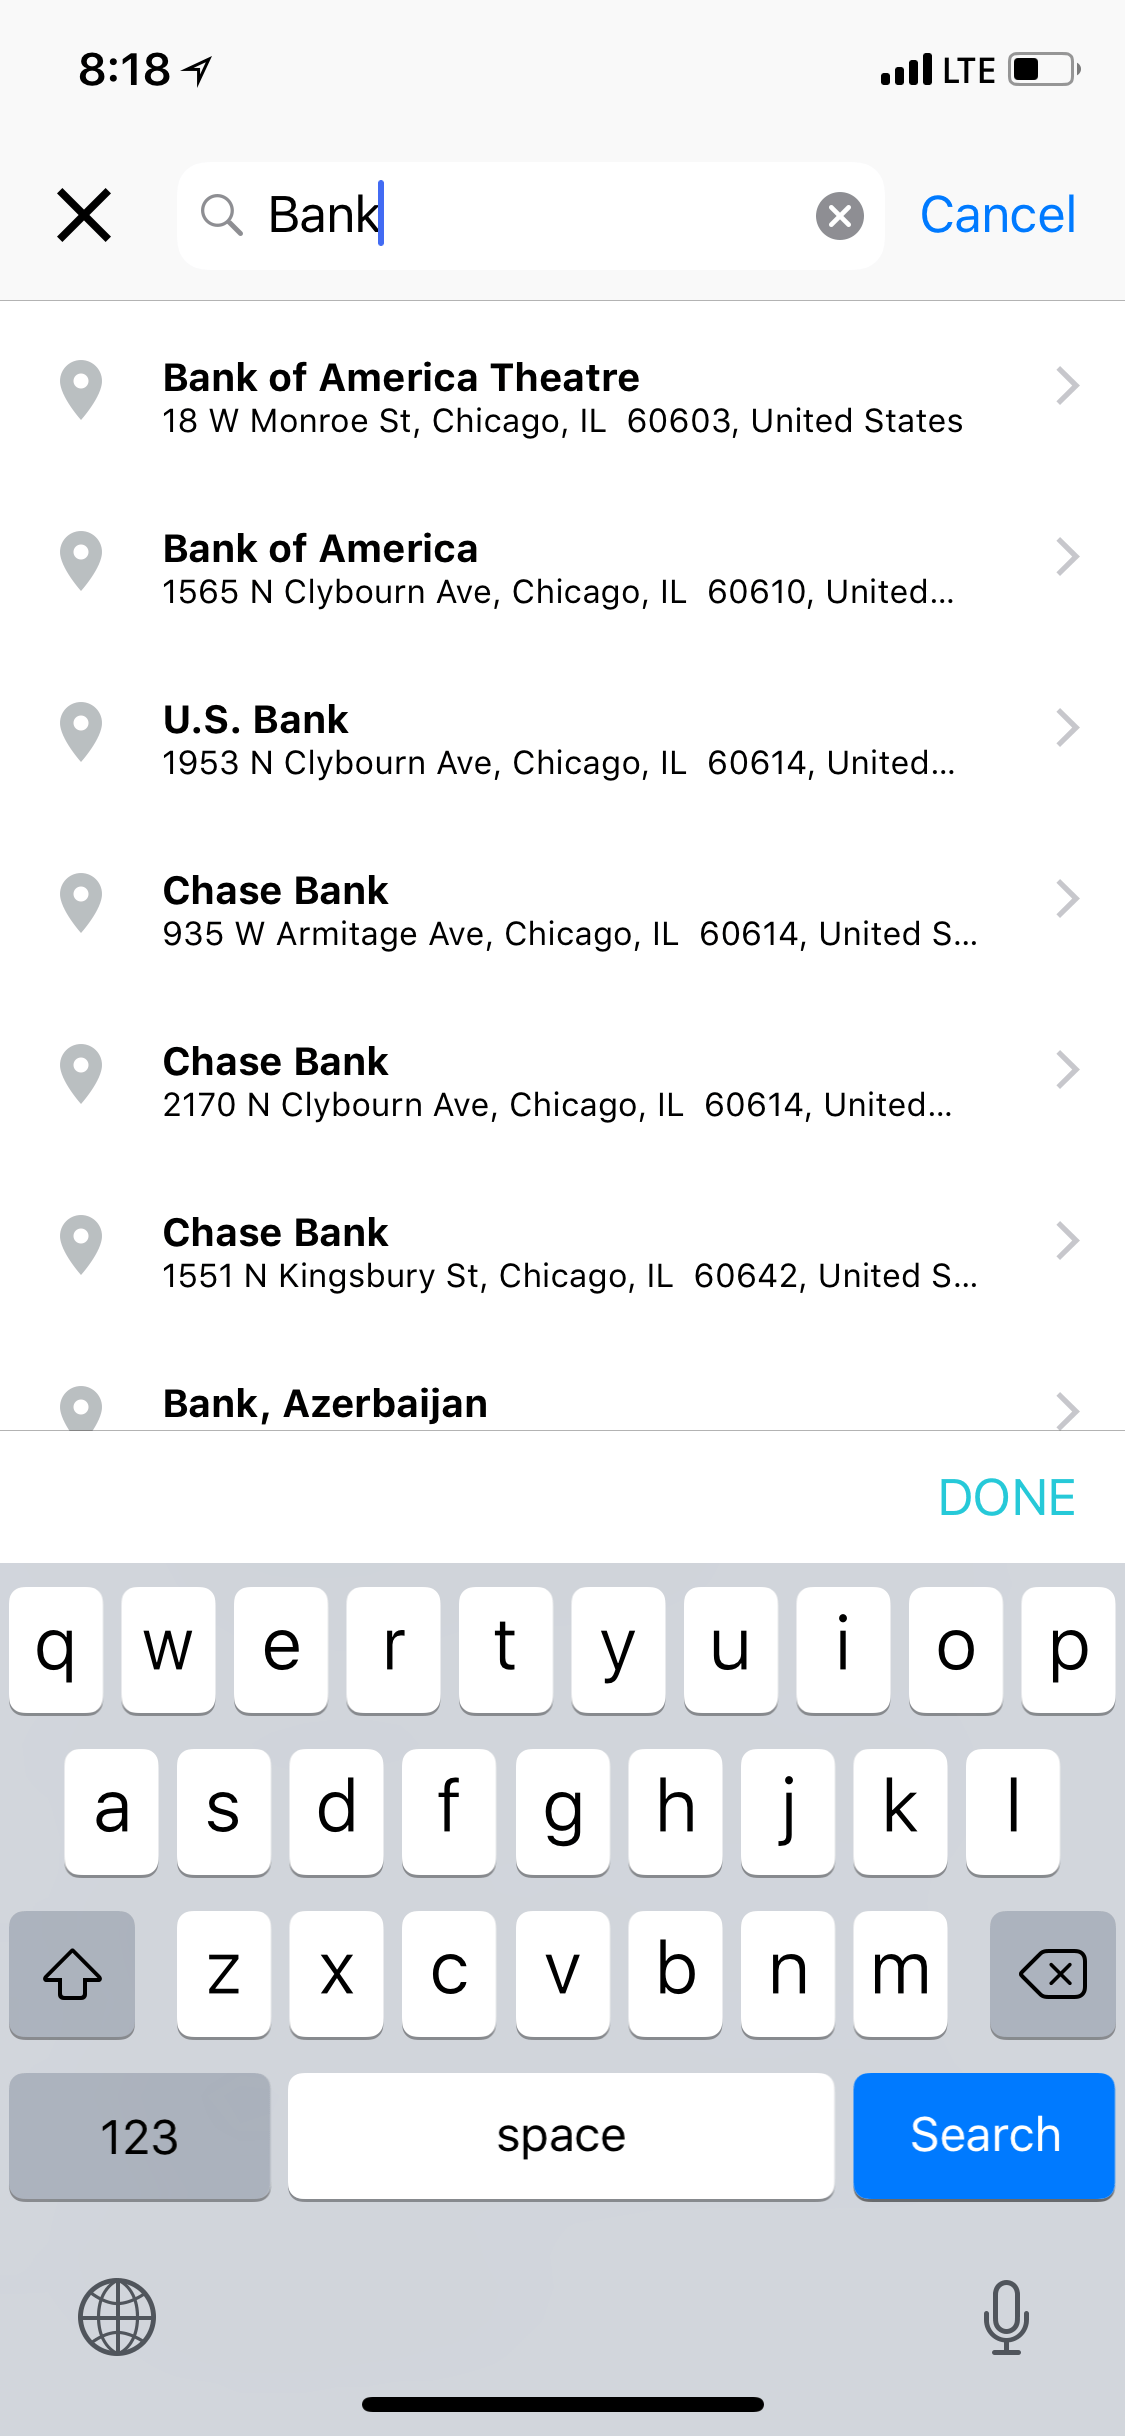 8:18
LTE
Bank
Cancel
Bank of America Theatre
18 W Monroe St, Chicago, IL  60603, United States
Bank of America
1565 N Clybourn Ave, Chicago, IL  60610, United...
U.S. Bank
1953 N Clybourn Ave, Chicago, IL  60614, United...
Chase Bank
935 W Armitage Ave, Chicago, IL  60614, United S...
Chase Bank
2170 N Clybourn Ave, Chicago, IL  60614, United...
Chase Bank
1551 N Kingsbury St, Chicago, IL  60642, United S...
Bank, Azerbaijan
DONE
q w e r t y u i o p
a s d f g h j k l
z x c v b n m
123 space Search